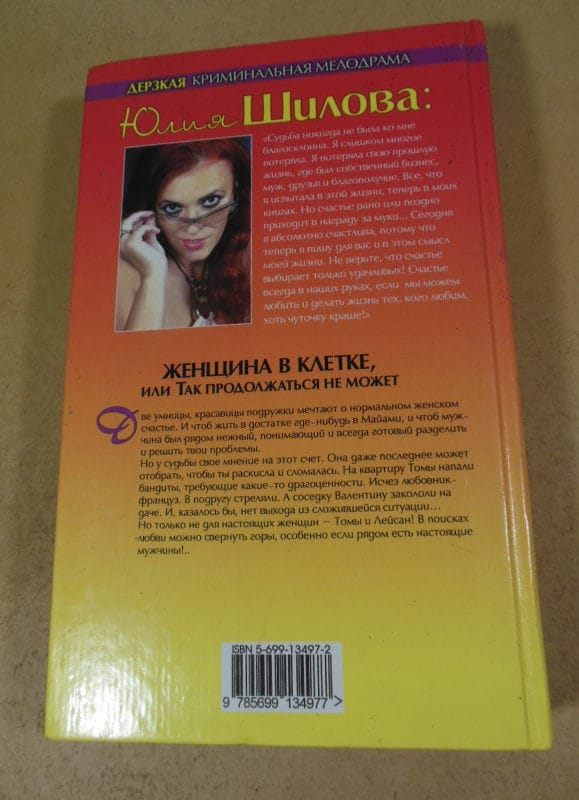 ДЕРЗКАЯ КРИМИНАЛЬНАЯ МЕЛОДРАМА
Юлия Шилова:
«Судьба никогда не была ко мне
благосклонна. Я слишком многое
потеряла. Я потеряла свою прошлую
жизнь, где был собственный бизнес,
муж, друзья и благополучие. Все, что
я испытала в этой жизни, теперь в моих
книгах. Но счастье рано или поздно
приходит в награду за муки... Сегодня
я абсолютно счастлива, потому что
теперь я пишу для вас и в этом смысл
моей жизни. Не верьте, что счастье
выбирает только удачливых! Счастье
всегда в наших руках, если мы можем
любить и делать жизнь тех, кого любим,
хоть чуточку краше!»
ЖЕНЩИНА В КЛЕТКЕ,
ИЛИ ТАК ПРОДОЛЖАТЬСЯ НЕ МОЖЕТ
Две умницы, красавицы подружки мечтают о нормальном женском
счастье. И чтоб жить в достатке где-нибудь в Майами, и чтоб муж-
чина был рядом нежный, понимающий и всегда готовый разделить
и решить твои проблемы.
Но у судьбы свое мнение на этот счет. Она даже последнее может
отобрать, чтобы ты раскисла и сломалась. На квартиру Томы напали
бандиты, требующие какие-то драгоценности. Исчез любовник-
француз. В подругу стреляли. А соседку Валентину закололи на
даче. И, казалось бы, нет выхода из сложившейся ситуации...
Но только не для настоящих женщин – Томы и Лейсан! В поисках
любви можно свернуть горы, особенно если рядом есть настоящие
мужчины!..
ISBN 5-699-13497-2
9 785699 134977 >